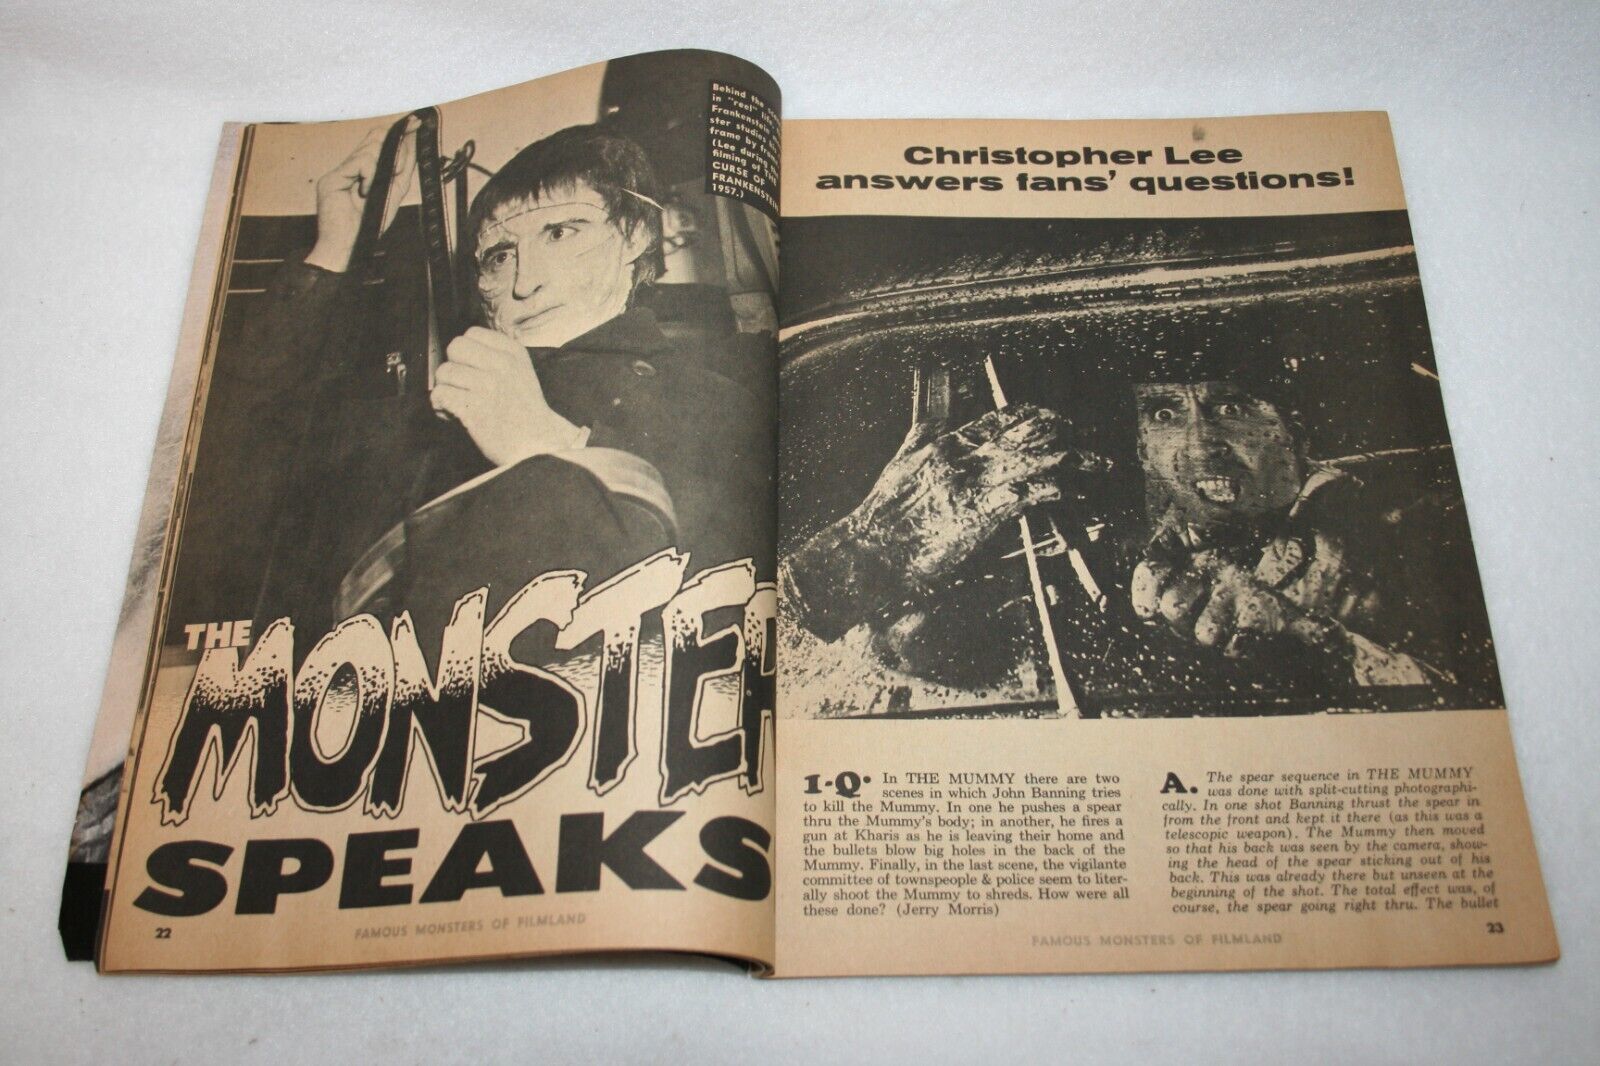 Behind the
in "reel" life
Frankenstein
ster studies
frame by frame
(Lee during the
filming of THE
CURSE OF
FRANKENSTEIN
1957.)
THE
MONSTER
SPEAKS
22
FAMOUS MONSTERS OF FILMLAND
Christopher Lee
answers fans' questions!
1-Q. In THE MUMMY there are two
scenes in which John Banning tries
to kill the Mummy. In one he pushes a spear
thru the Mummy's body; in another, he fires a
gun at Kharis as he is leaving their home and
the bullets blow big holes in the back of the
Mummy. Finally, in the last scene, the vigilante
committee of townspeople & police seem to liter-
ally shoot the Mummy to shreds. How were all
these done? (Jerry Morris)
A. The spear sequence in THE MUMMY
was done with split-cutting photographi-
cally. In one shot Banning thrust the spear in
from the front and kept it there (as this was a
telescopic weapon). The Mummy then moved
so that his back was seen by the camera, show-
ing the head of the spear sticking out of his
back. This was already there but unseen at the
beginning of the shot. The total effect was, of
course, the spear going right thru. The bullet
FAMOUS MONSTERS OF FILMLAND
23